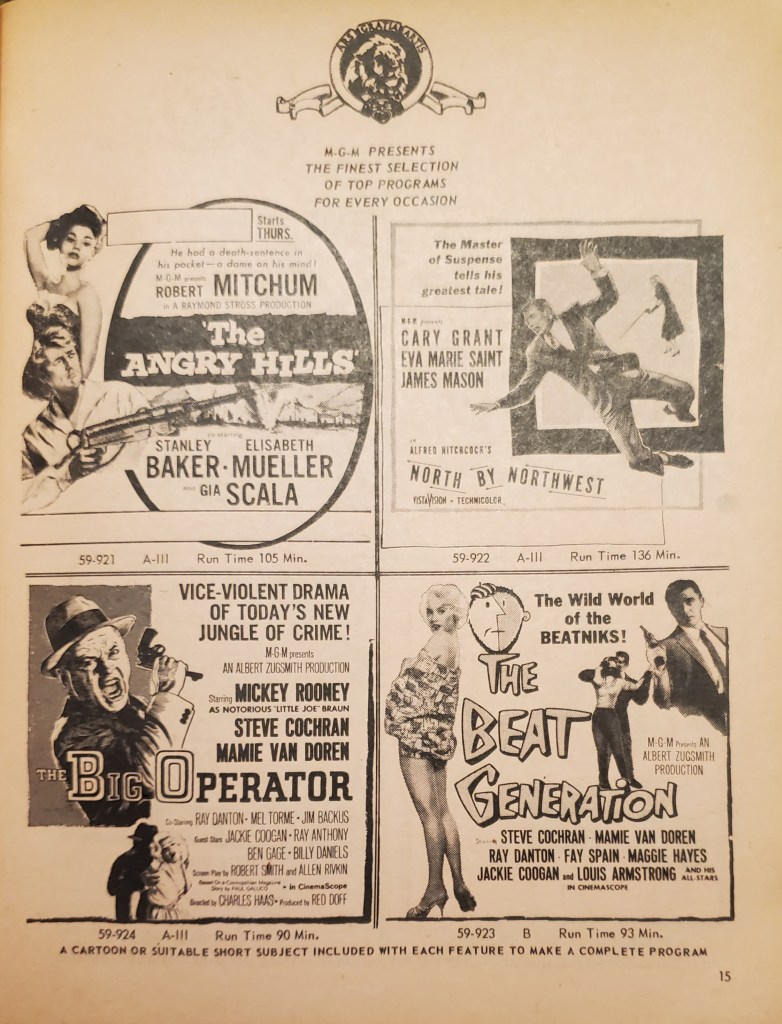 ARS GRATIA ARTIS
M-G-M PRESENTS
THE FINEST SELECTION
OF TOP PROGRAMS
FOR EVERY OCCASION
Starts
THURS.
He had a death-sentence in
his pocket—a dame on his mind!
M-G-M presents
ROBERT MITCHUM
in A RAYMOND STROSS PRODUCTION
"The
ANGRY HILLS"
co-starring
STANLEY ELISABETH
BAKER · MUELLER
AND GIA SCALA
59-921 A-III Run Time 105 Min.
The Master
of Suspense
tells his
greatest tale!
M-G-M presents
CARY GRANT
EVA MARIE SAINT
JAMES MASON
in
ALFRED HITCHCOCK'S
NORTH BY NORTHWEST
VISTAVISION · TECHNICOLOR
59-922 A-III Run Time 136 Min.
VICE-VIOLENT DRAMA
OF TODAY'S NEW
JUNGLE OF CRIME!
M-G-M presents
AN ALBERT ZUGSMITH PRODUCTION
Starring MICKEY ROONEY
AS NOTORIOUS "LITTLE JOE" BRAUN
STEVE COCHRAN
MAMIE VAN DOREN
THE BIG OPERATOR
Co-Starring RAY DANTON · MEL TORME · JIM BACKUS
Guest Stars JACKIE COOGAN · RAY ANTHONY
BEN GAGE · BILLY DANIELS
Screen Play by ROBERT SMITH and ALLEN RIVKIN
Based On a Cosmopolitan Magazine
Story by PAUL GALLICO · in CinemaScope
Directed by CHARLES HAAS · Produced by RED DOFF
59-924 A-III Run Time 90 Min.
The Wild World
of the
BEATNIKS!
THE
BEAT
GENERATION
M-G-M Presents AN
ALBERT ZUGSMITH
PRODUCTION
STEVE COCHRAN · MAMIE VAN DOREN
RAY DANTON · FAY SPAIN · MAGGIE HAYES
JACKIE COOGAN and LOUIS ARMSTRONG AND HIS ALL-STARS
IN CINEMASCOPE
59-923 B Run Time 93 Min.
A CARTOON OR SUITABLE SHORT SUBJECT INCLUDED WITH EACH FEATURE TO MAKE A COMPLETE PROGRAM
15